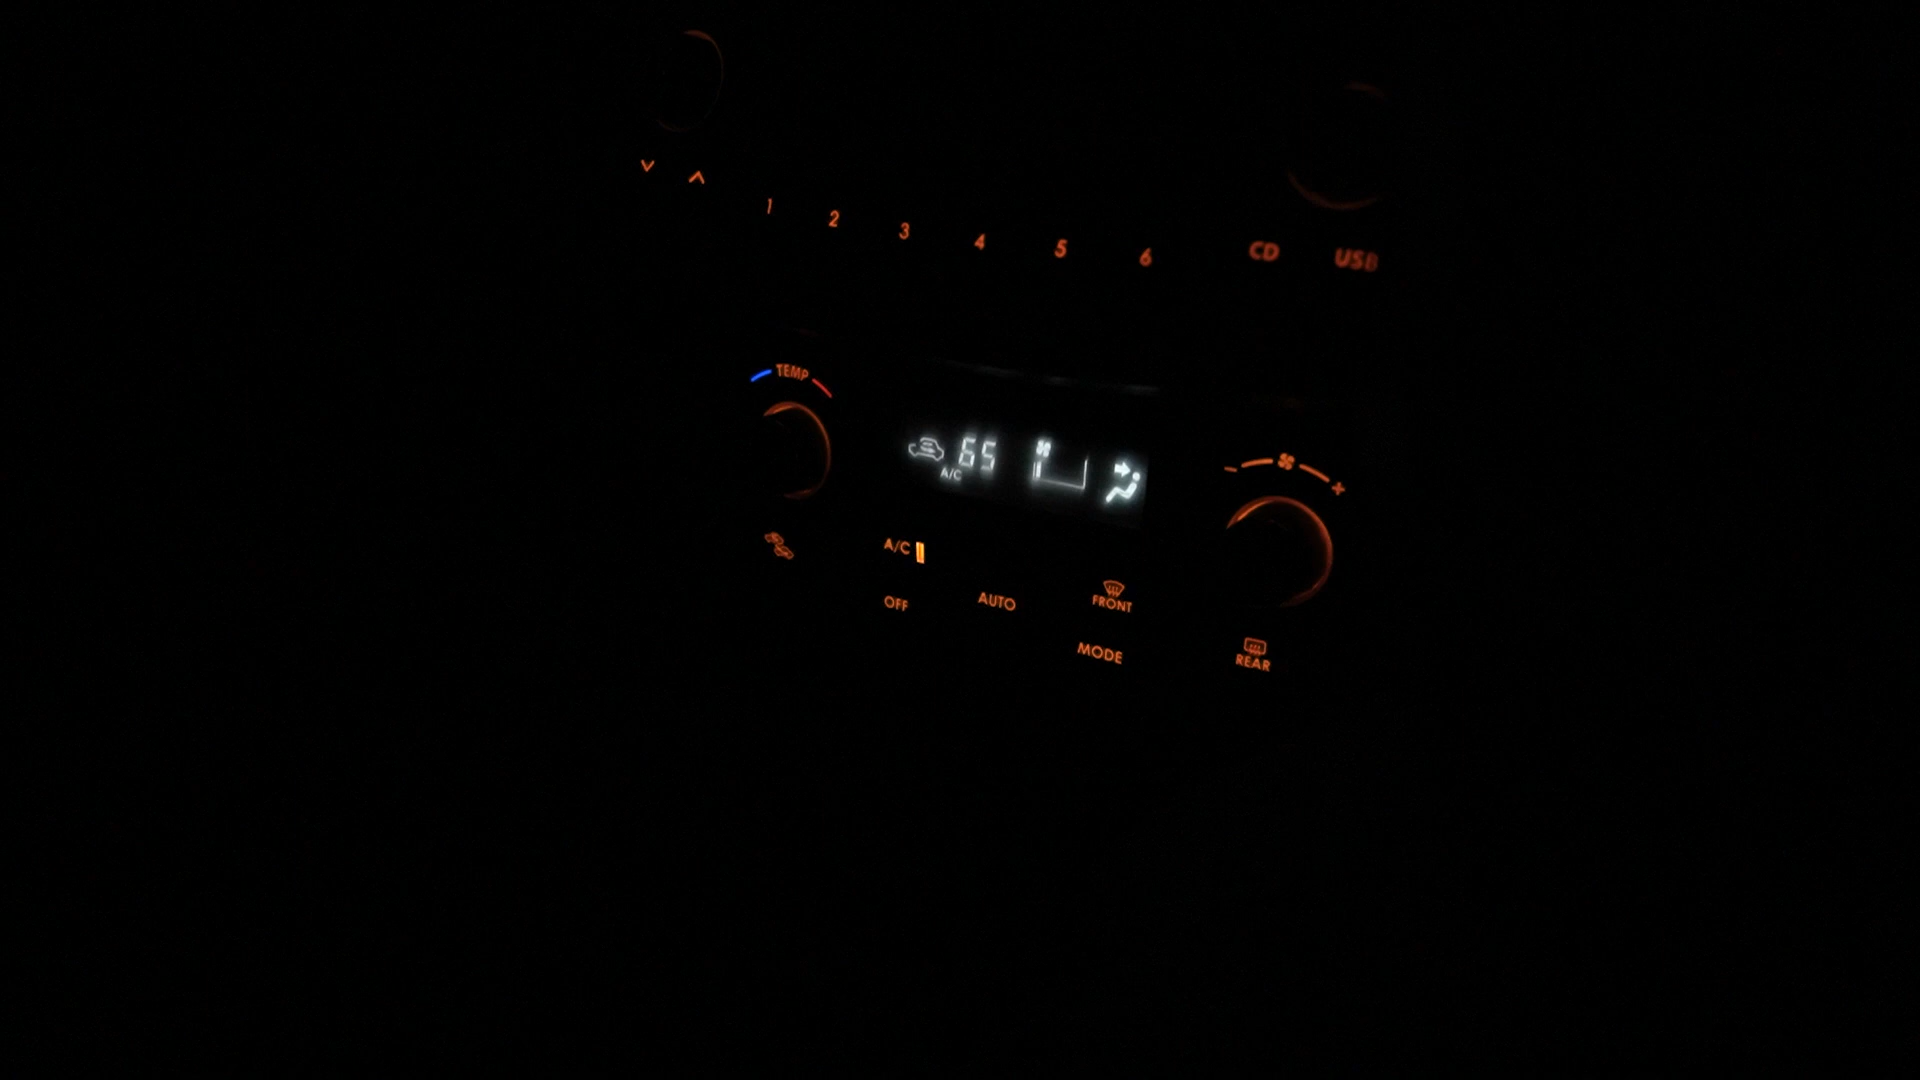 1 2 3 4 5 6 CD USB
TEMP
65
A/C
- +
A/C
OFF AUTO FRONT
MODE REAR